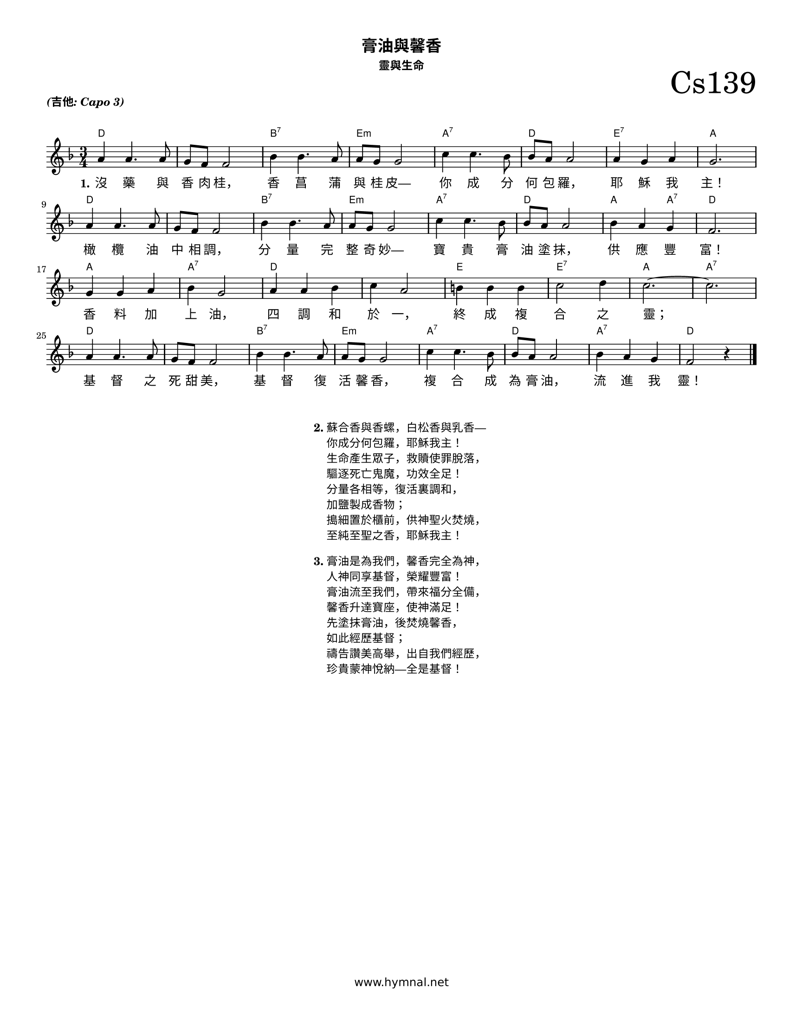 膏油與馨香
靈與生命
Cs139
(吉他: Capo 3)
D B7 Em A7 D E7 A
3 4
1. 沒 藥 與 香 肉 桂， 香 菖 蒲 與 桂 皮— 你 成 分 何 包 羅， 耶 穌 我 主！
9 D B7 Em A7 D A A7 D
橄 欖 油 中 相 調， 分 量 完 整 奇 妙— 寶 貴 膏 油 塗 抹， 供 應 豐 富！
17 A A7 D E E7 A A7
香 料 加 上 油， 四 調 和 於 一， 終 成 複 合 之 靈；
25 D B7 Em A7 D A7 D
基 督 之 死 甜 美， 基 督 復 活 馨 香， 複 合 成 為 膏 油， 流 進 我 靈！
2. 蘇合香與香螺，白松香與乳香—
你成分何包羅，耶穌我主！
生命產生眾子，救贖使罪脫落，
驅逐死亡鬼魔，功效全足！
分量各相等，復活裏調和，
加鹽製成香物；
搗細置於櫃前，供神聖火焚燒，
至純至聖之香，耶穌我主！
3. 膏油是為我們，馨香完全為神，
人神同享基督，榮耀豐富！
膏油流至我們，帶來福分全備，
馨香升達寶座，使神滿足！
先塗抹膏油，後焚燒馨香，
如此經歷基督；
禱告讚美高舉，出自我們經歷，
珍貴蒙神悅納—全是基督！
www.hymnal.net